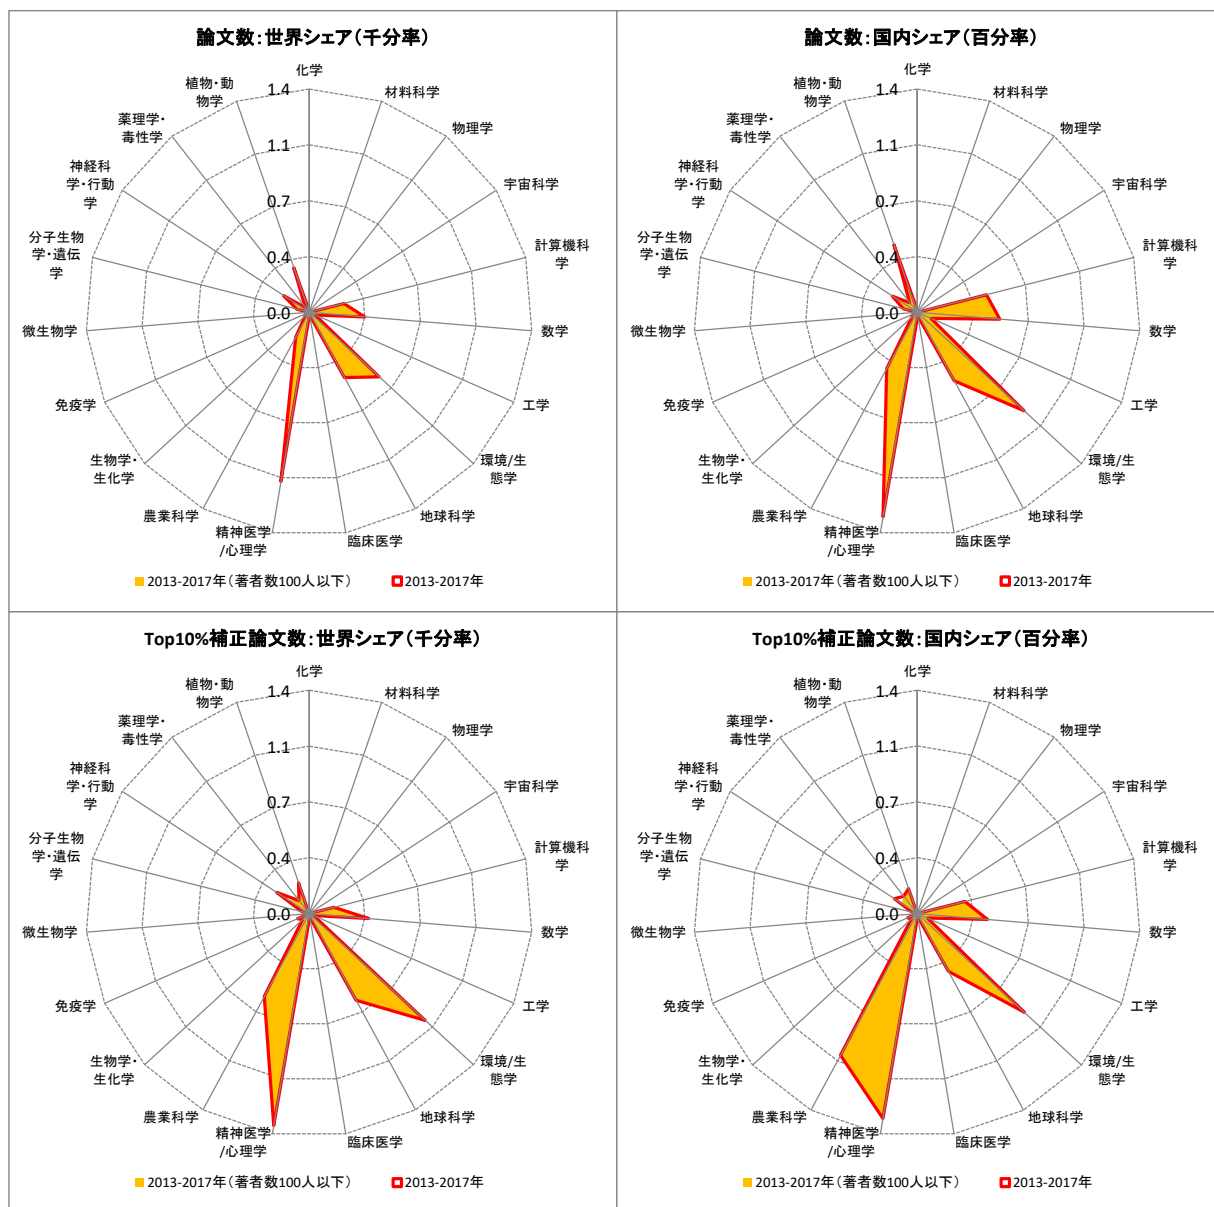 論文数：世界シェア（千分率）
化学
材料科学
物理学
宇宙科学
計算機科
学
数学
工学
環境/生
態学
地球科学
臨床医学
精神医学
/心理学
農業科学
生物学・
生化学
免疫学
微生物学
分子生物
学・遺伝
学
神経科
学・行動
学
薬理学・
毒性学
植物・動
物学
1.4
1.1
0.7
0.4
0.0
2013-2017年（著者数100人以下）
2013-2017年
論文数：国内シェア（百分率）
化学
材料科学
物理学
宇宙科学
計算機科
学
数学
工学
環境/生
態学
地球科学
臨床医学
精神医学
/心理学
農業科学
生物学・
生化学
免疫学
微生物学
分子生物
学・遺伝
学
神経科
学・行動
学
薬理学・
毒性学
植物・動
物学
1.4
1.1
0.7
0.4
0.0
2013-2017年（著者数100人以下）
2013-2017年
Top10%補正論文数：世界シェア（千分率）
化学
材料科学
物理学
宇宙科学
計算機科
学
数学
工学
環境/生
態学
地球科学
臨床医学
精神医学
/心理学
農業科学
生物学・
生化学
免疫学
微生物学
分子生物
学・遺伝
学
神経科
学・行動
学
薬理学・
毒性学
植物・動
物学
1.4
1.1
0.7
0.4
0.0
2013-2017年（著者数100人以下）
2013-2017年
Top10%補正論文数：国内シェア（百分率）
化学
材料科学
物理学
宇宙科学
計算機科
学
数学
工学
環境/生
態学
地球科学
臨床医学
精神医学
/心理学
農業科学
生物学・
生化学
免疫学
微生物学
分子生物
学・遺伝
学
神経科
学・行動
学
薬理学・
毒性学
植物・動
物学
1.4
1.1
0.7
0.4
0.0
2013-2017年（著者数100人以下）
2013-2017年